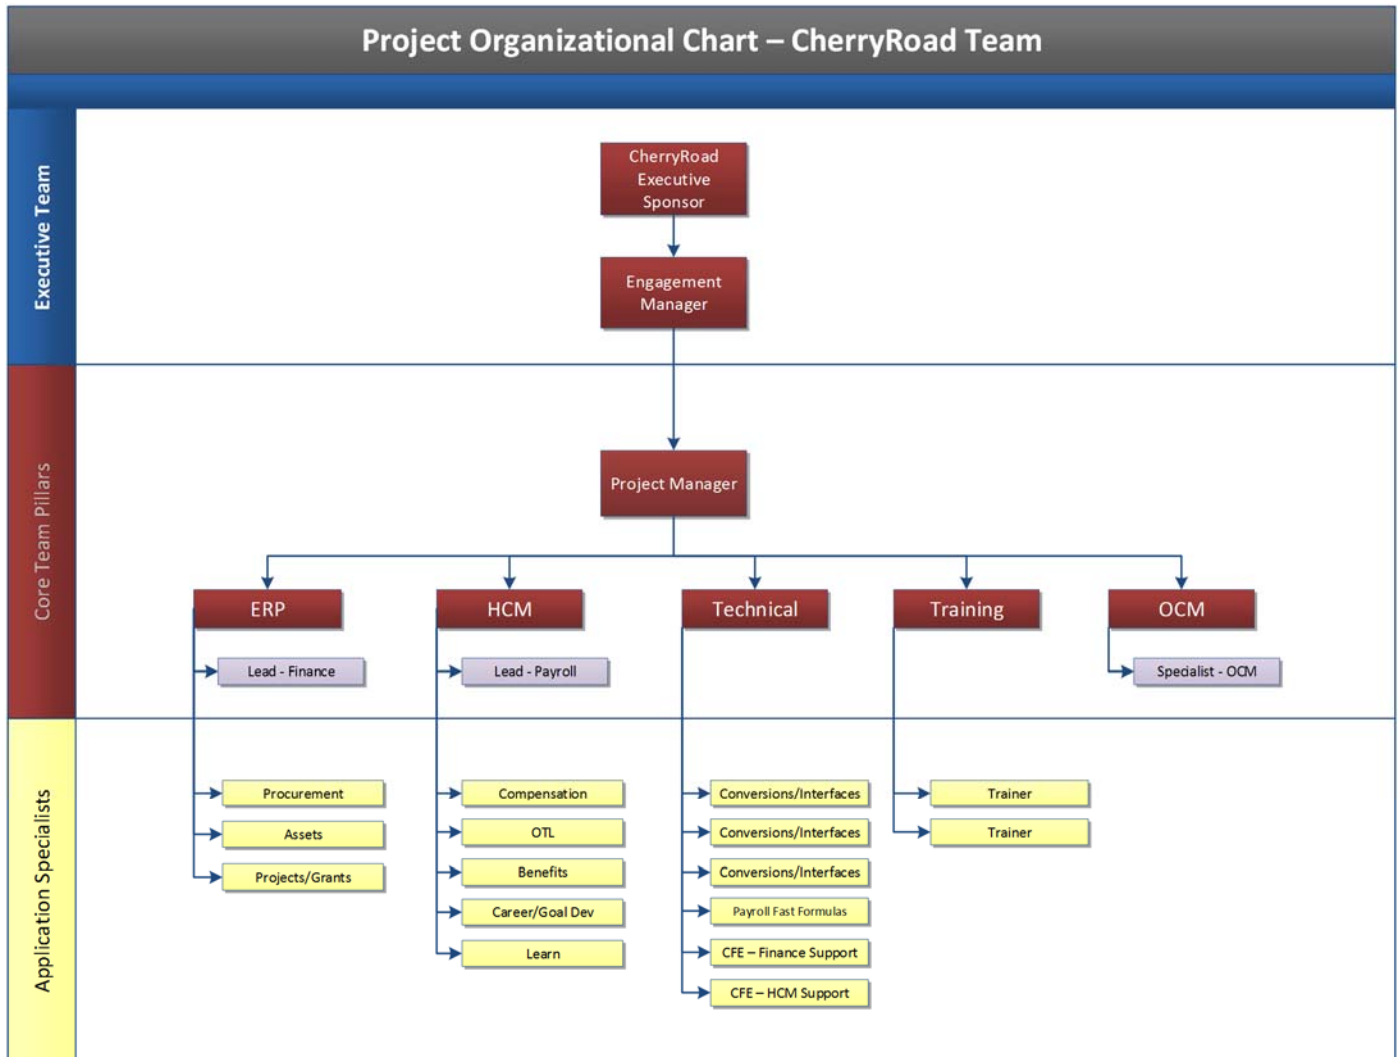 Project Organizational Chart – CherryRoad Team
Executive Team
CherryRoad
Executive
Sponsor
Engagement
Manager
Core Team Pillars
Project Manager
ERP
HCM
Technical
Training
OCM
Lead - Finance
Lead - Payroll
Specialist - OCM
Application Specialists
Procurement
Assets
Projects/Grants
Compensation
OTL
Benefits
Career/Goal Dev
Learn
Conversions/Interfaces
Conversions/Interfaces
Conversions/Interfaces
Payroll Fast Formulas
CFE – Finance Support
CFE – HCM Support
Trainer
Trainer